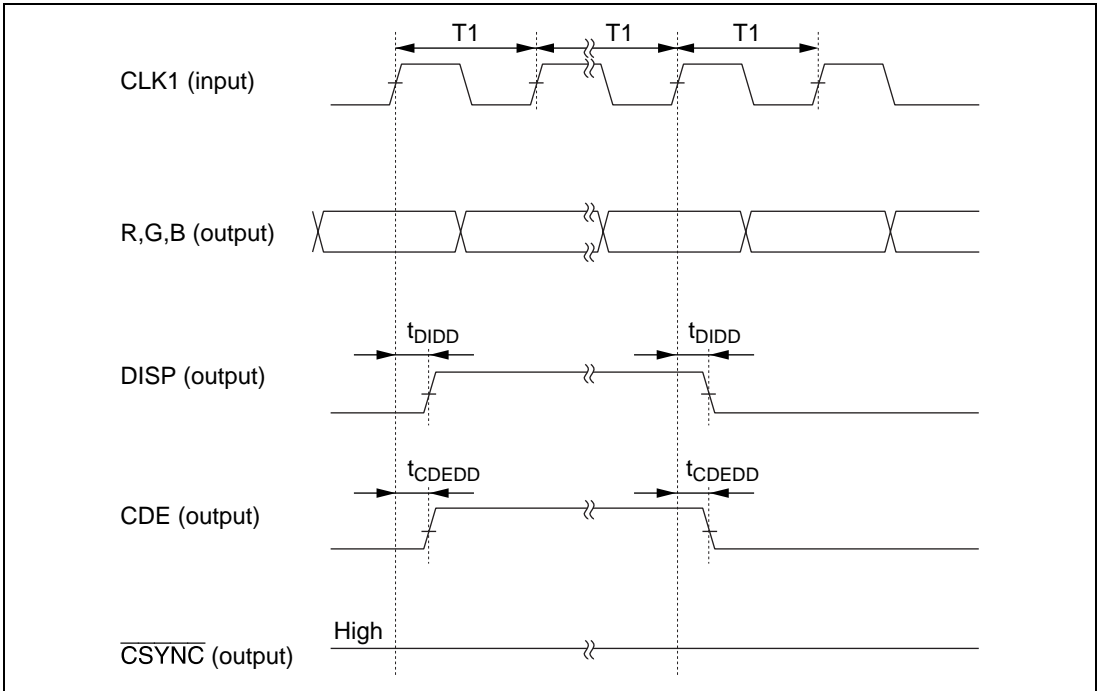 T1 T1 T1
CLK1 (input)
R,G,B (output)
tDIDD tDIDD
DISP (output)
tCDEDD tCDEDD
CDE (output)
High
CSYNC (output)